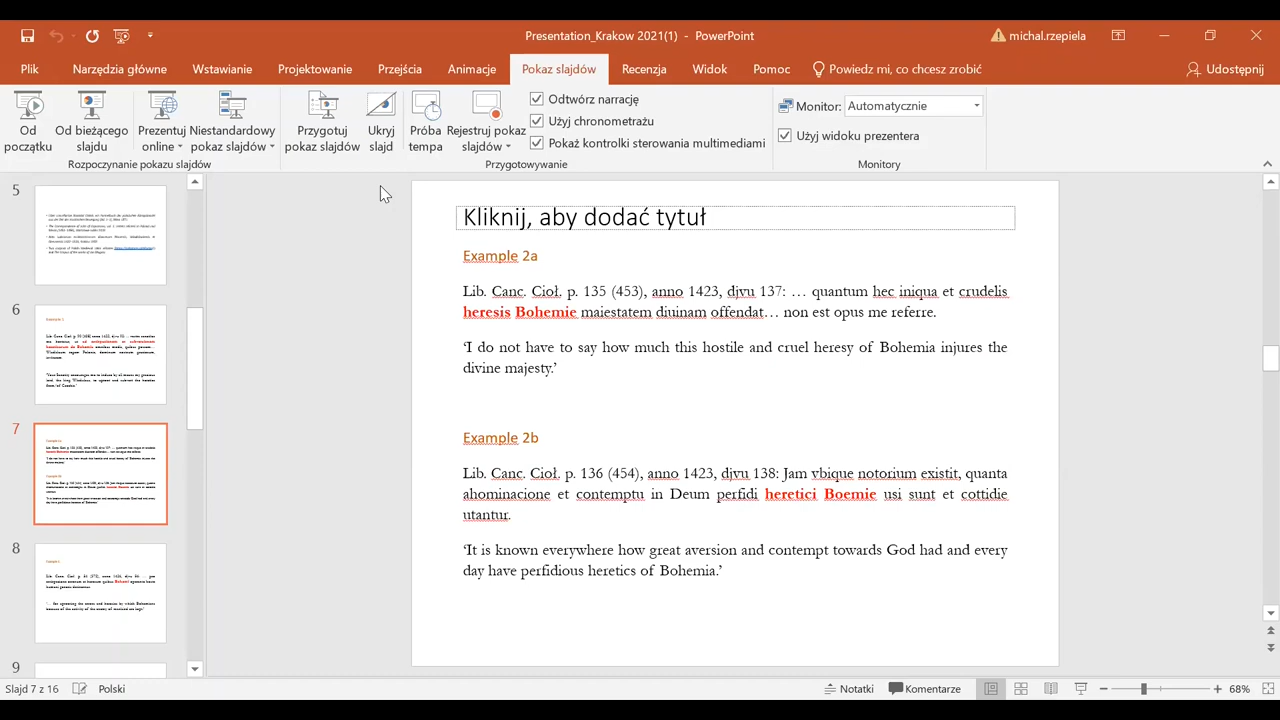 Presentation_Krakow 2021(1) - PowerPoint
michal.rzepiela
Plik Narzędzia główne Wstawianie Projektowanie Przejścia Animacje Pokaz slajdów Recenzja Widok Pomoc Powiedz mi, co chcesz zrobić Udostępnij
Od początku
Od bieżącego slajdu
Prezentuj online
Niestandardowy pokaz slajdów
Rozpoczynanie pokazu slajdów
Przygotuj pokaz slajdów
Ukryj slajd
Próba tempa
Rejestruj pokaz slajdów
Odtwórz narrację
Użyj chronometrażu
Pokaż kontrolki sterowania multimediami
Przygotowywanie
Monitor: Automatycznie
Użyj widoku prezentera
Monitory
5
6
7
8
9
Kliknij, aby dodać tytuł
Example 2a
Lib. Canc. Cioł. p. 135 (453), anno 1423, djvu 137: … quantum hec iniqua et crudelis
heresis Bohemie maiestatem diuinam offendat… non est opus me referre.
‘I do not have to say how much this hostile and cruel heresy of Bohemia injures the
divine majesty.’
Example 2b
Lib. Canc. Cioł. p. 136 (454), anno 1423, djvu 138: Jam vbique notorium existit, quanta
ahominacione et contemptu in Deum perfidi heretici Boemie usi sunt et cottidie
utantur.
‘It is known everywhere how great aversion and contempt towards God had and every
day have perfidious heretics of Bohemia.’
Slajd 7 z 16 Polski Notatki Komentarze 68%